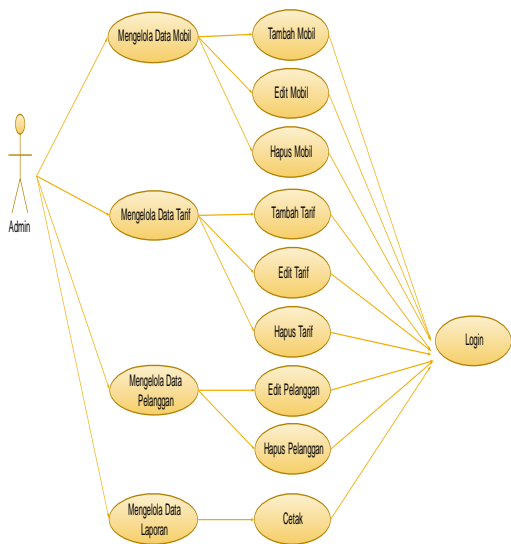 Mengelola Data Mobil
Tambah Mobil
Edit Mobil
Hapus Mobil
Admin
Mengelola Data Tarif
Tambah Tarif
Edit Tarif
Hapus Tarif
Login
Mengelola Data
Pelanggan
Edit Pelanggan
Hapus Pelanggan
Mengelola Data
Laporan
Cetak